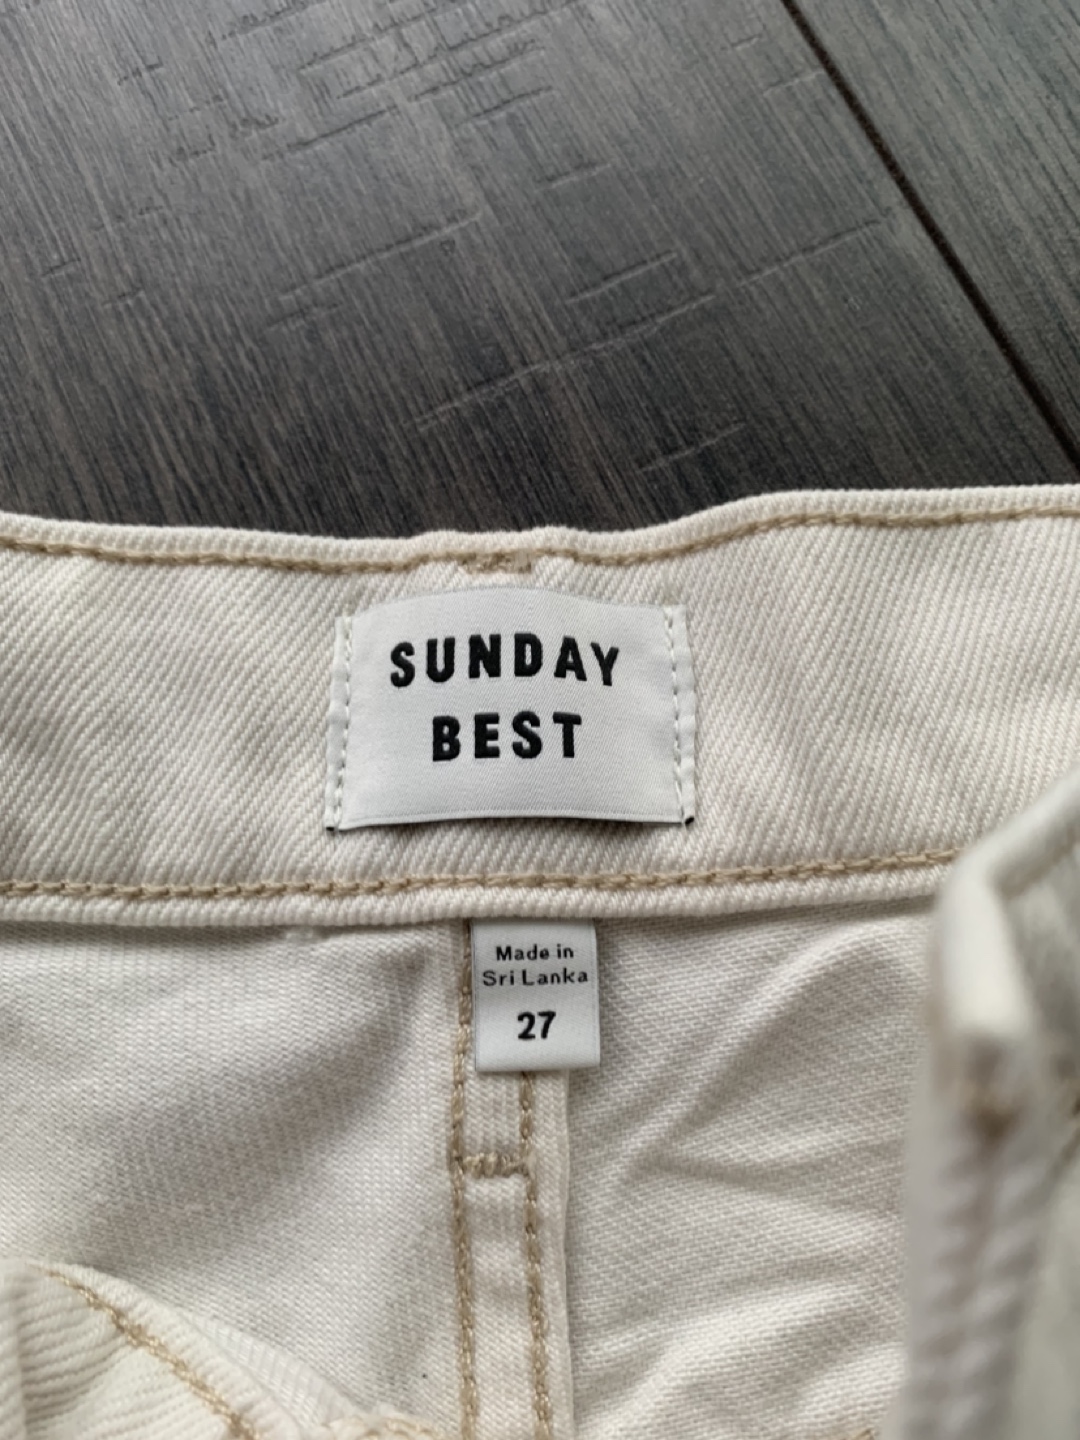 SUNDAY
BEST
Made in
Sri Lanka
27